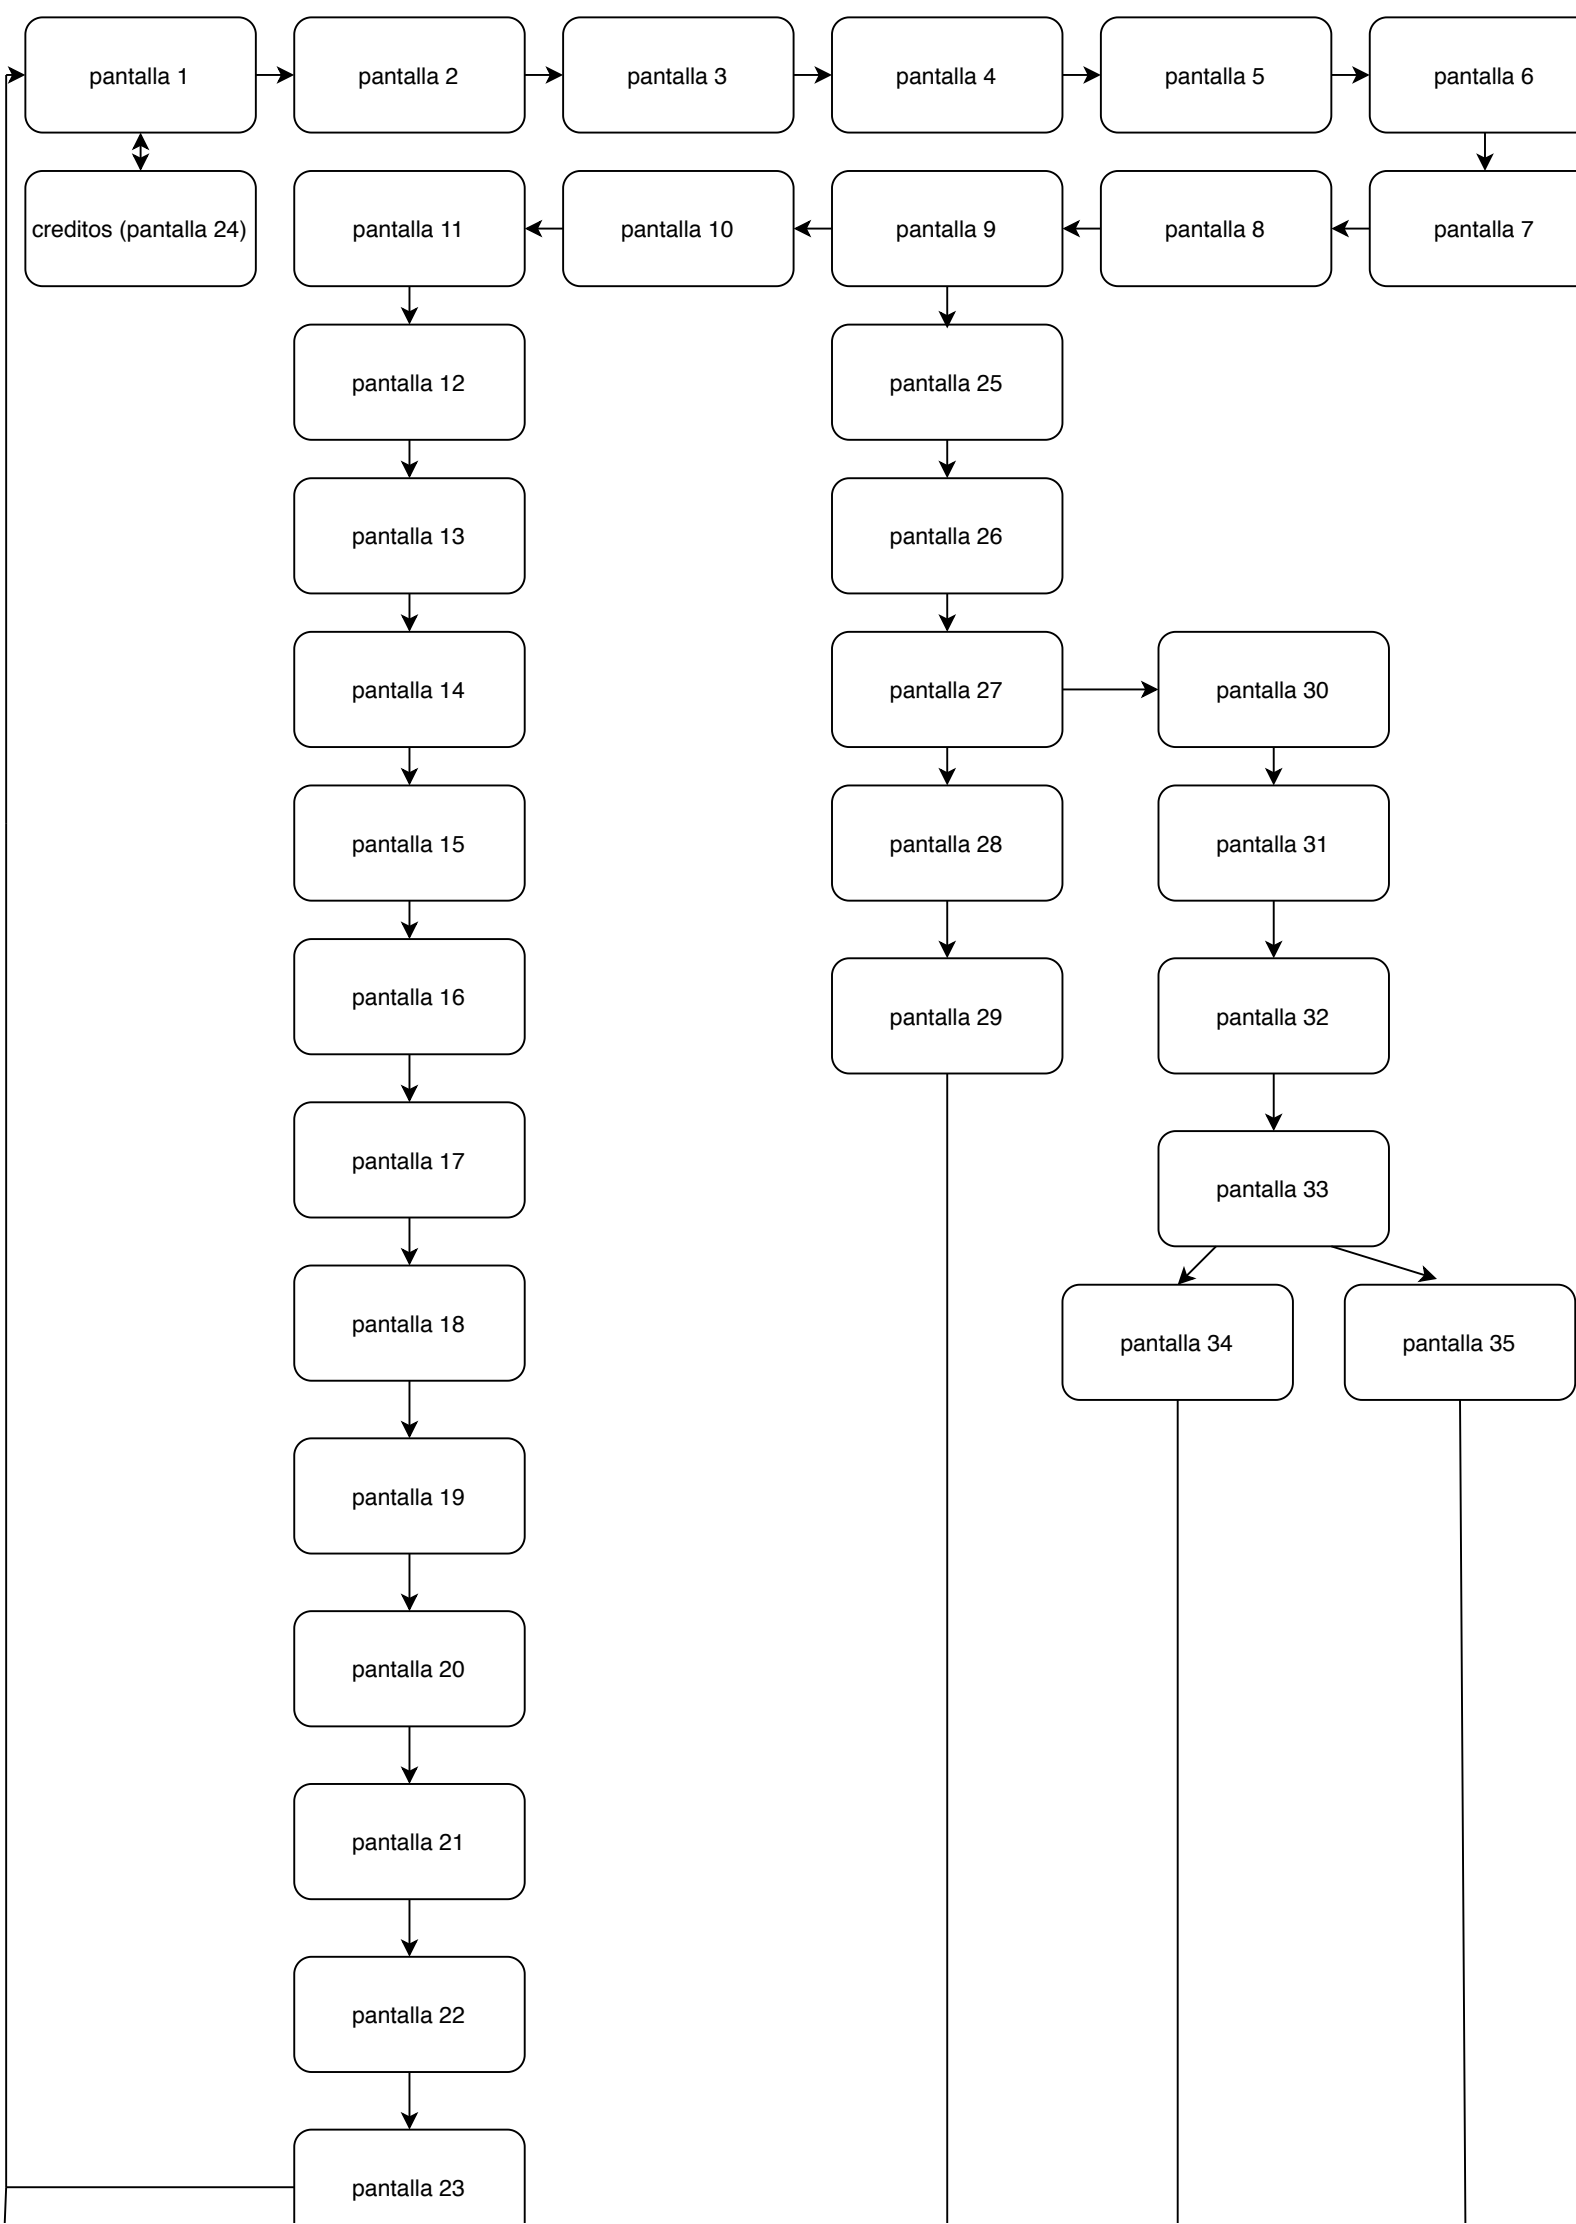 pantalla 1
pantalla 2
pantalla 3
pantalla 4
pantalla 5
pantalla 6
creditos (pantalla 24)
pantalla 11
pantalla 10
pantalla 9
pantalla 8
pantalla 7
pantalla 12
pantalla 25
pantalla 13
pantalla 26
pantalla 14
pantalla 27
pantalla 30
pantalla 15
pantalla 28
pantalla 31
pantalla 16
pantalla 29
pantalla 32
pantalla 17
pantalla 33
pantalla 18
pantalla 34
pantalla 35
pantalla 19
pantalla 20
pantalla 21
pantalla 22
pantalla 23